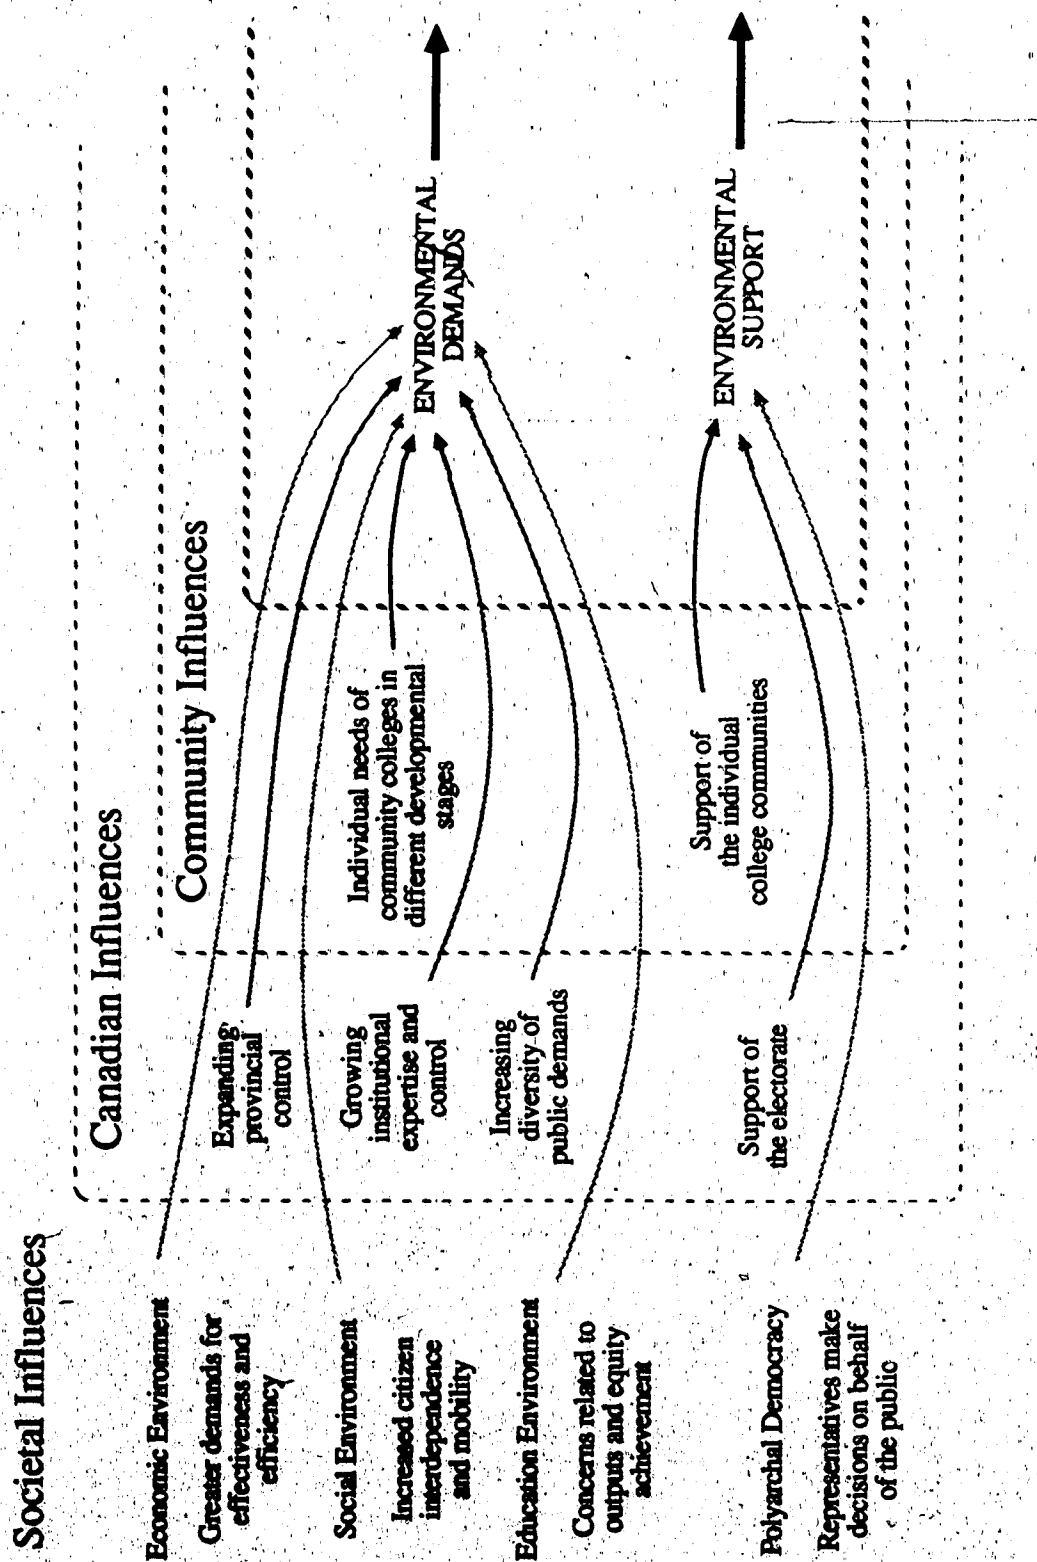 Societal Influences
Economic Environment
Greater demands for
effectiveness and
efficiency
Social Environment
Increased citizen
interdependence
and mobility
Education Environment
Concerns related to
outputs and equity
achievement
Polyarchal Democracy
Representatives make
decisions on behalf
of the public
Canadian Influences
Expanding
provincial
control
Growing
institutional
expertise and
control
Increasing
diversity of
public demands
Support of
the electorate
Community Influences
Individual needs of
community colleges in
different developmental
stages
Support of
the individual
college communities
ENVIRONMENTAL
DEMANDS
ENVIRONMENTAL
SUPPORT